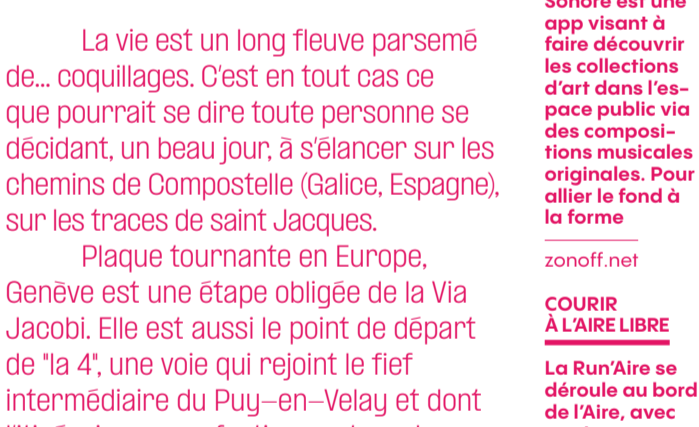 La vie est un long fleuve parsemé
de... coquillages. C'est en tout cas ce
que pourrait se dire toute personne se
décidant, un beau jour, à s'élancer sur les
chemins de Compostelle (Galice, Espagne),
sur les traces de saint Jacques.
Plaque tournante en Europe,
Genève est une étape obligée de la Via
Jacobi. Elle est aussi le point de départ
de "la 4", une voie qui rejoint le fief
intermédiaire du Puy-en-Velay et dont
Sonore est une
app visant à
faire découvrir
les collections
d'art dans l'es-
pace public via
des composi-
tions musicales
originales. Pour
allier le fond à
la forme
zonoff.net
COURIR
À L'AIRE LIBRE
La Run'Aire se
déroule au bord
de l'Aire, avec